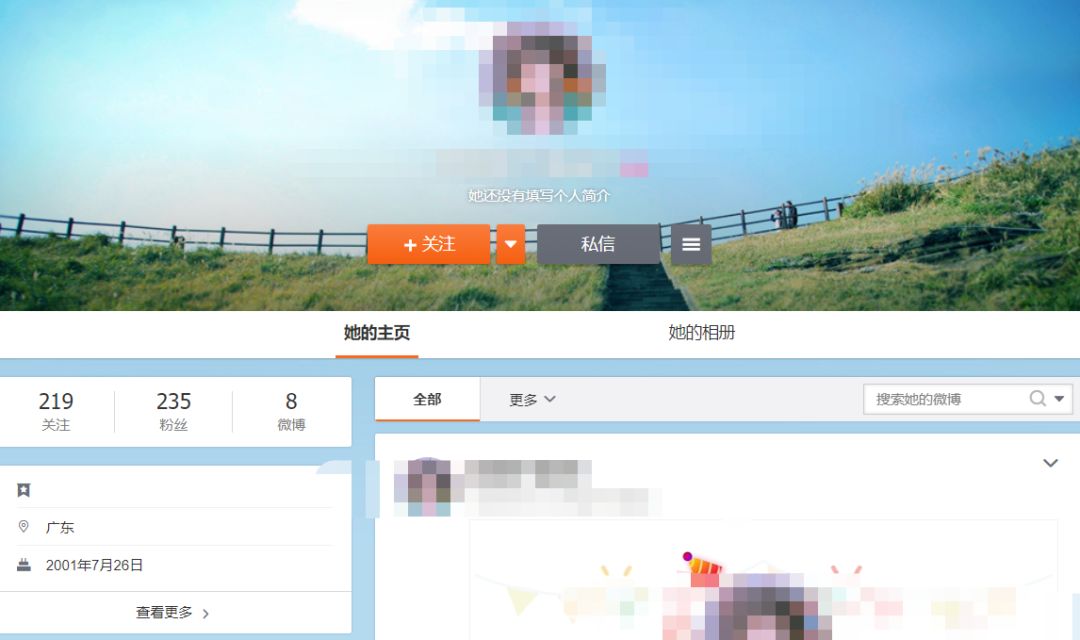 她还没有填写个人简介
+关注
私信
她的主页
她的相册
219
关注
235
粉丝
8
微博
全部
更多
搜索她的微博
广东
2001年7月26日
查看更多